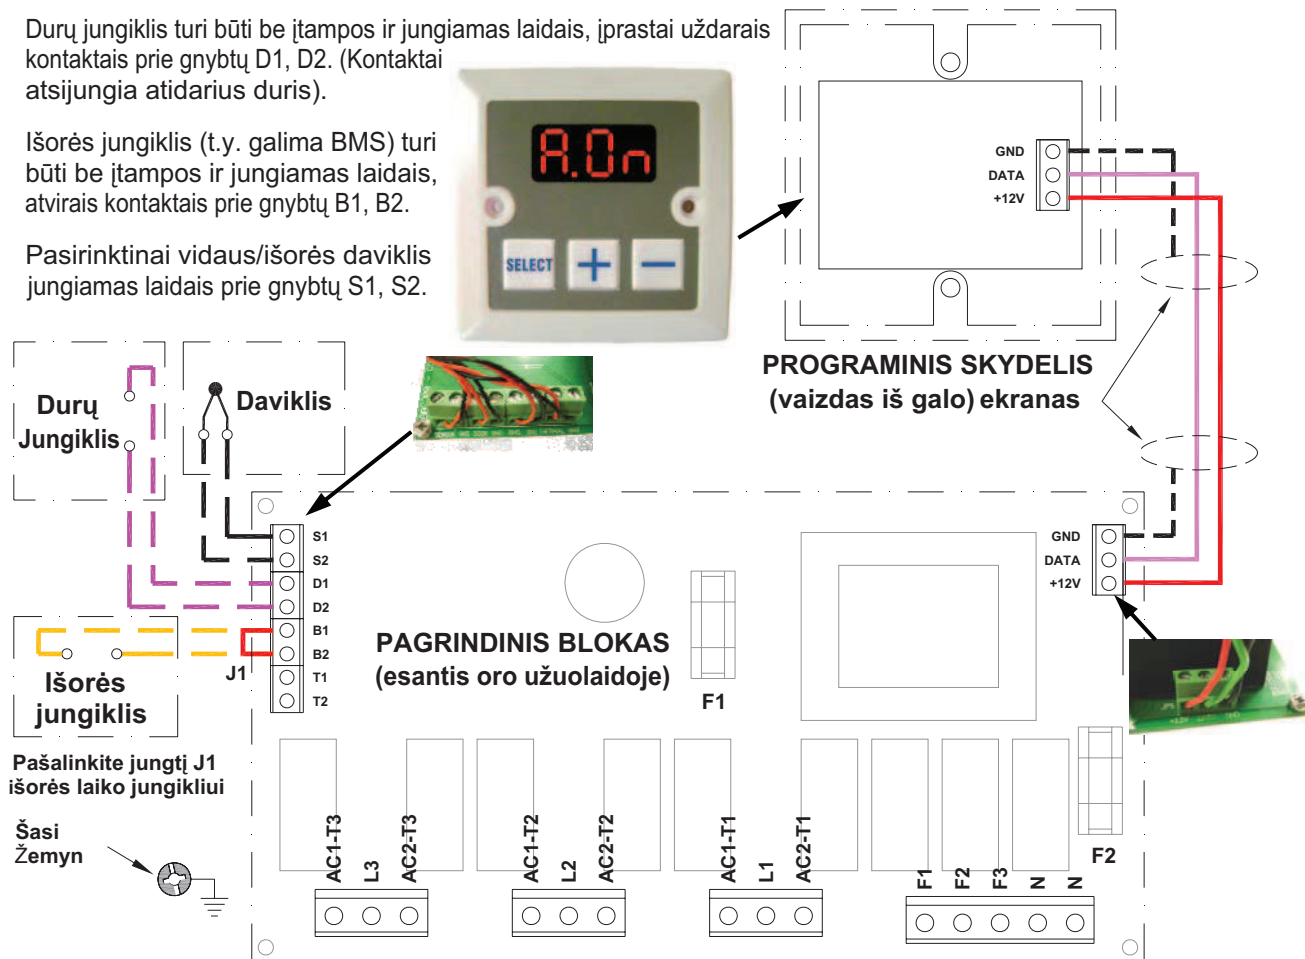 Durų jungiklis turi būti be įtampos ir jungiamas laidais, įprastai uždarais
kontaktais prie gnybtų D1, D2. (Kontaktai
atsijungia atidarius duris).
Išorės jungiklis (t.y. galima BMS) turi
būti be įtampos ir jungiamas laidais,
atvirais kontaktais prie gnybtų B1, B2.
Pasirinktinai vidaus/išorės daviklis
jungiamas laidais prie gnybtų S1, S2.
A.On
SELECT
+
−
GND
DATA
+12V
PROGRAMINIS SKYDELIS
(vaizdas iš galo) ekranas
Durų
Jungiklis
Daviklis
S1
S2
D1
D2
B1
B2
T1
T2
J1
Išorės
jungiklis
Pašalinkite jungtį J1
išorės laiko jungikliui
Šasi
Žemyn
PAGRINDINIS BLOKAS
(esantis oro užuolaidoje)
F1
GND
DATA
+12V
F2
AC1-T3
L3
AC2-T3
AC1-T2
L2
AC2-T2
AC1-T1
L1
AC2-T1
F1
F2
F3
N
N